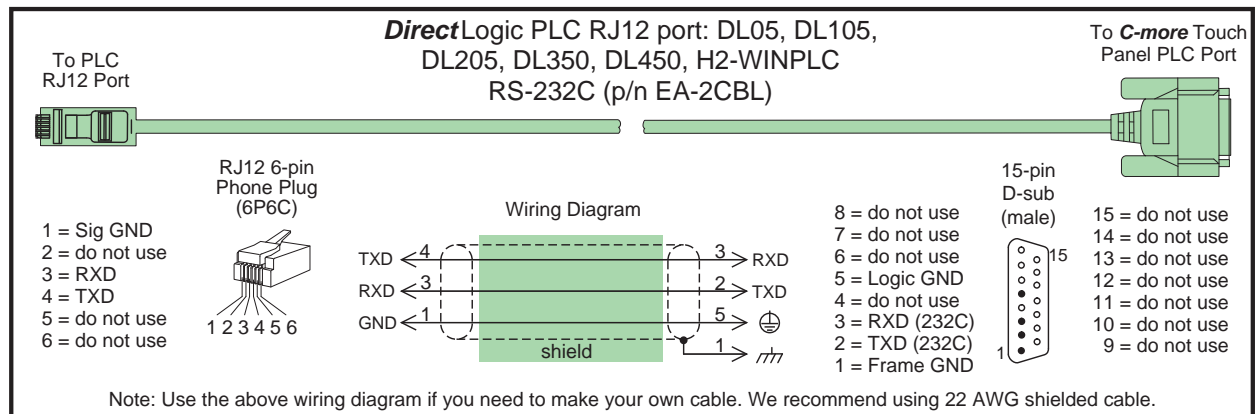 DirectLogic PLC RJ12 port: DL05, DL105,
DL205, DL350, DL450, H2-WINPLC
RS-232C (p/n EA-2CBL)
To PLC
RJ12 Port
To C-more Touch
Panel PLC Port
RJ12 6-pin
Phone Plug
(6P6C)
1 = Sig GND
2 = do not use
3 = RXD
4 = TXD
5 = do not use
6 = do not use
1 2 3 4 5 6
Wiring Diagram
TXD 4 3 RXD
RXD 3 2 TXD
GND 1 5
1
shield
8 = do not use
7 = do not use
6 = do not use
5 = Logic GND
4 = do not use
3 = RXD (232C)
2 = TXD (232C)
1 = Frame GND
15-pin
D-sub
(male)
15
1
15 = do not use
14 = do not use
13 = do not use
12 = do not use
11 = do not use
10 = do not use
9 = do not use
Note: Use the above wiring diagram if you need to make your own cable. We recommend using 22 AWG shielded cable.